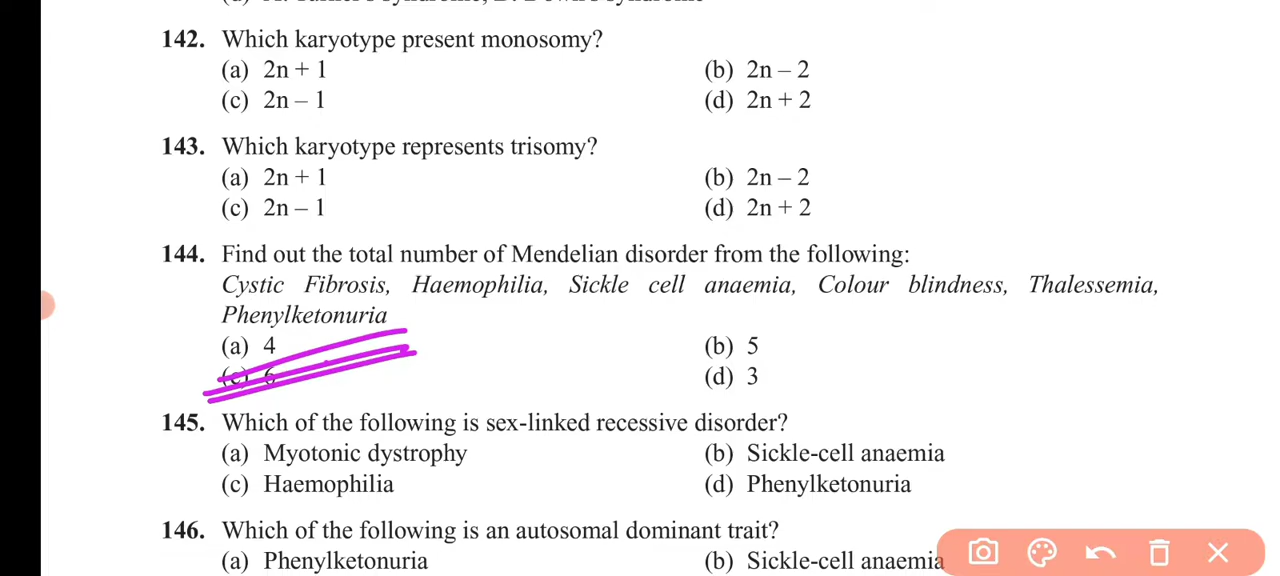 142. Which karyotype present monosomy?
(a) 2n + 1 (b) 2n – 2
(c) 2n – 1 (d) 2n + 2
143. Which karyotype represents trisomy?
(a) 2n + 1 (b) 2n – 2
(c) 2n – 1 (d) 2n + 2
144. Find out the total number of Mendelian disorder from the following:
Cystic Fibrosis, Haemophilia, Sickle cell anaemia, Colour blindness, Thalessemia,
Phenylketonuria
(a) 4 (b) 5
(c) 6 (d) 3
145. Which of the following is sex-linked recessive disorder?
(a) Myotonic dystrophy (b) Sickle-cell anaemia
(c) Haemophilia (d) Phenylketonuria
146. Which of the following is an autosomal dominant trait?
(a) Phenylketonuria (b) Sickle-cell anaemia